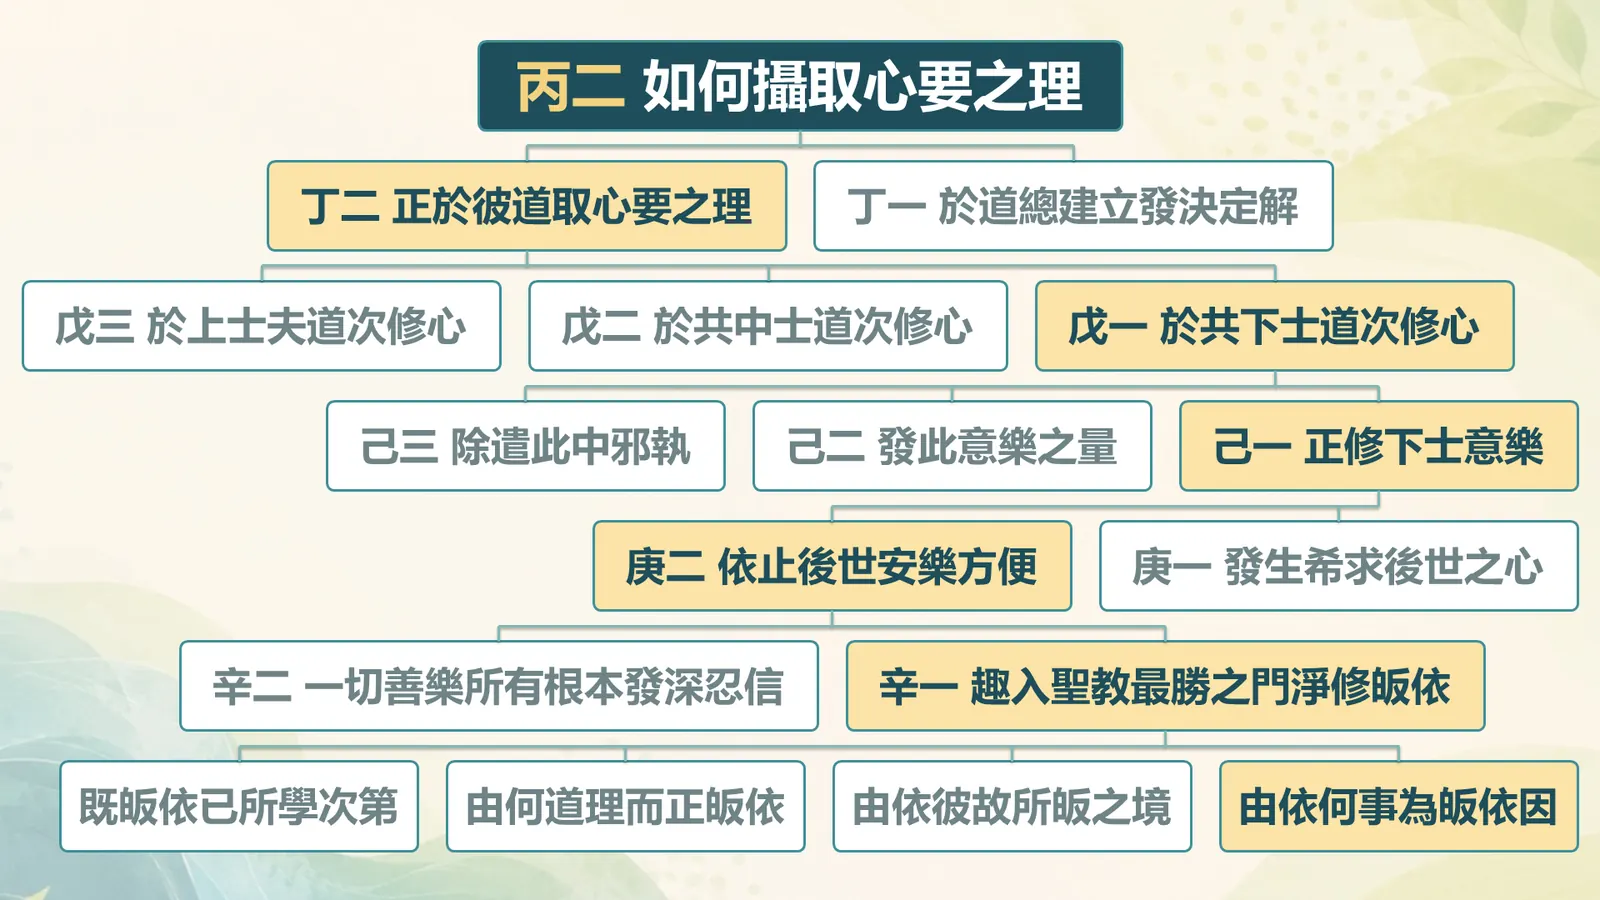 丙二 如何攝取心要之理
丁一 於道總建立發決定解
丁二 正於彼道取心要之理
戊一 於共下士道次修心
戊二 於共中士道次修心
戊三 於上士夫道次修心
己一 正修下士意樂
己二 發此意樂之量
己三 除遣此中邪執
庚一 發生希求後世之心
庚二 依止後世安樂方便
辛一 趣入聖教最勝之門淨修皈依
辛二 一切善樂所有根本發深忍信
由依何事為皈依因
由依彼故所皈之境
由何道理而正皈依
既皈依已所學次第